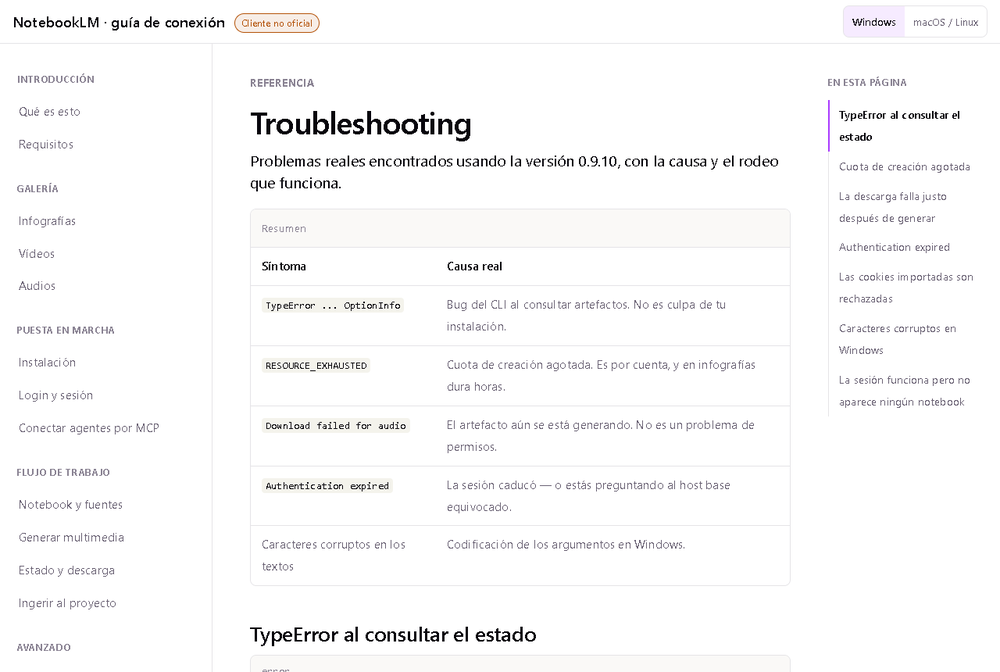 NotebookLM · guía de conexión
Cliente no oficial
Windows
macOS / Linux
INTRODUCCIÓN
Qué es esto
Requisitos
GALERÍA
Infografías
Vídeos
Audios
PUESTA EN MARCHA
Instalación
Login y sesión
Conectar agentes por MCP
FLUJO DE TRABAJO
Notebook y fuentes
Generar multimedia
Estado y descarga
Ingerir al proyecto
AVANZADO
REFERENCIA
Troubleshooting
Problemas reales encontrados usando la versión 0.9.10, con la causa y el rodeo
que funciona.
Resumen
Síntoma
Causa real
TypeError ... OptionInfo
Bug del CLI al consultar artefactos. No es culpa de tu
instalación.
RESOURCE_EXHAUSTED
Cuota de creación agotada. Es por cuenta, y en infografías
dura horas.
Download failed for audio
El artefacto aún se está generando. No es un problema de
permisos.
Authentication expired
La sesión caducó — o estás preguntando al host base
equivocado.
Caracteres corruptos en los
textos
Codificación de los argumentos en Windows.
TypeError al consultar el estado
error
EN ESTA PÁGINA
TypeError al consultar el
estado
Cuota de creación agotada
La descarga falla justo
después de generar
Authentication expired
Las cookies importadas son
rechazadas
Caracteres corruptos en
Windows
La sesión funciona pero no
aparece ningún notebook